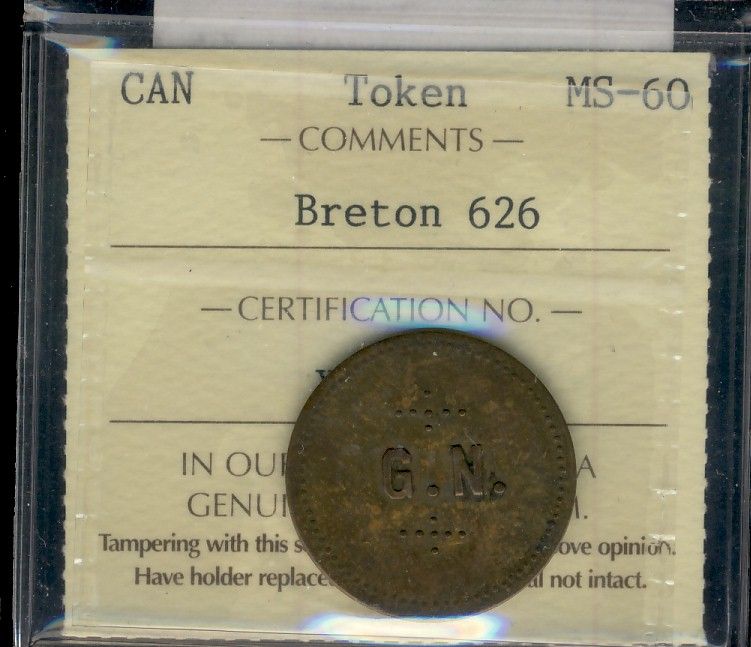 CAN Token MS-60
— COMMENTS —
Breton 626
— CERTIFICATION NO. —
G.N.
IN OUR A
GENUI M.
Tampering with this s ove opinion.
Have holder replace al not intact.